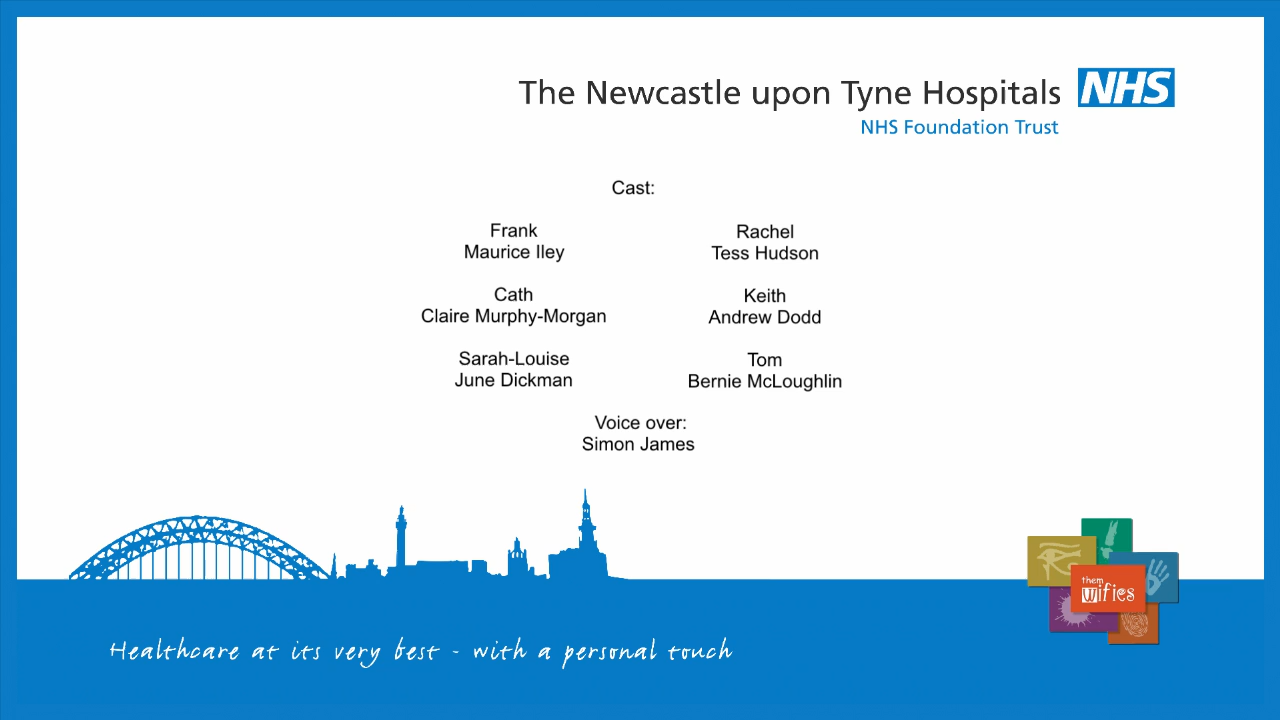 The Newcastle upon Tyne Hospitals NHS
NHS Foundation Trust
Cast:
Frank
Maurice Iley
Rachel
Tess Hudson
Cath
Claire Murphy-Morgan
Keith
Andrew Dodd
Sarah-Louise
June Dickman
Tom
Bernie McLoughlin
Voice over:
Simon James
them
wifies
Healthcare at its very best - with a personal touch